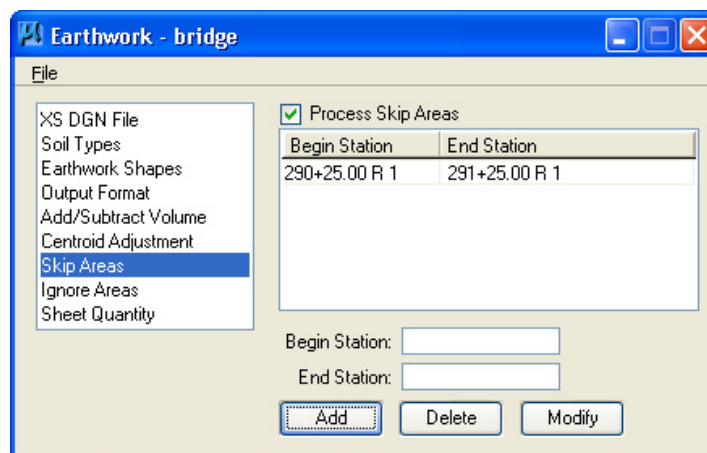 Earthwork - bridge
File
XS DGN File
Soil Types
Earthwork Shapes
Output Format
Add/Subtract Volume
Centroid Adjustment
Skip Areas
Ignore Areas
Sheet Quantity
Process Skip Areas
Begin Station End Station
290+25.00 R 1 291+25.00 R 1
Begin Station:
End Station:
Add Delete Modify